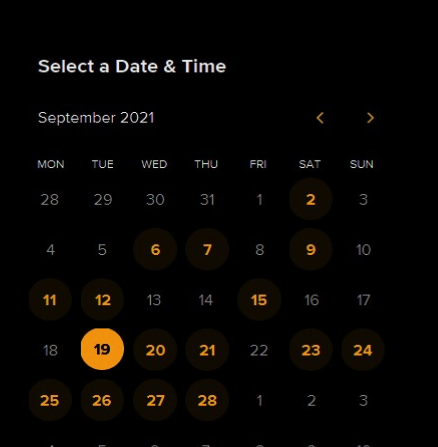 Select a Date & Time
September 2021 < >
MON TUE WED THU FRI SAT SUN
28 29 30 31 1 2 3
4 5 6 7 8 9 10
11 12 13 14 15 16 17
18 19 20 21 22 23 24
25 26 27 28 1 2 3